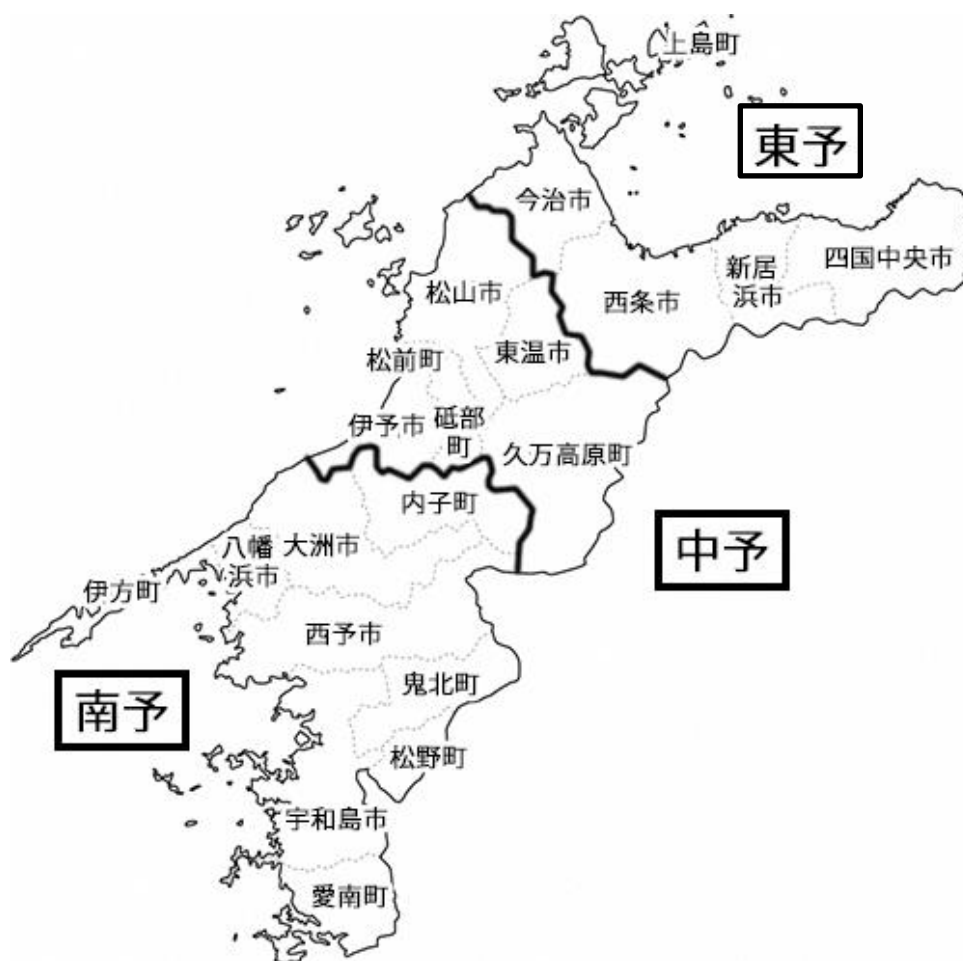 上島町
東予
今治市
四国中央市
新居
浜市
松山市
西条市
東温市
松前町
伊予市
砥部
町
久万高原町
内子町
中予
八幡
浜市
大洲市
伊方町
西予市
鬼北町
南予
松野町
宇和島市
愛南町